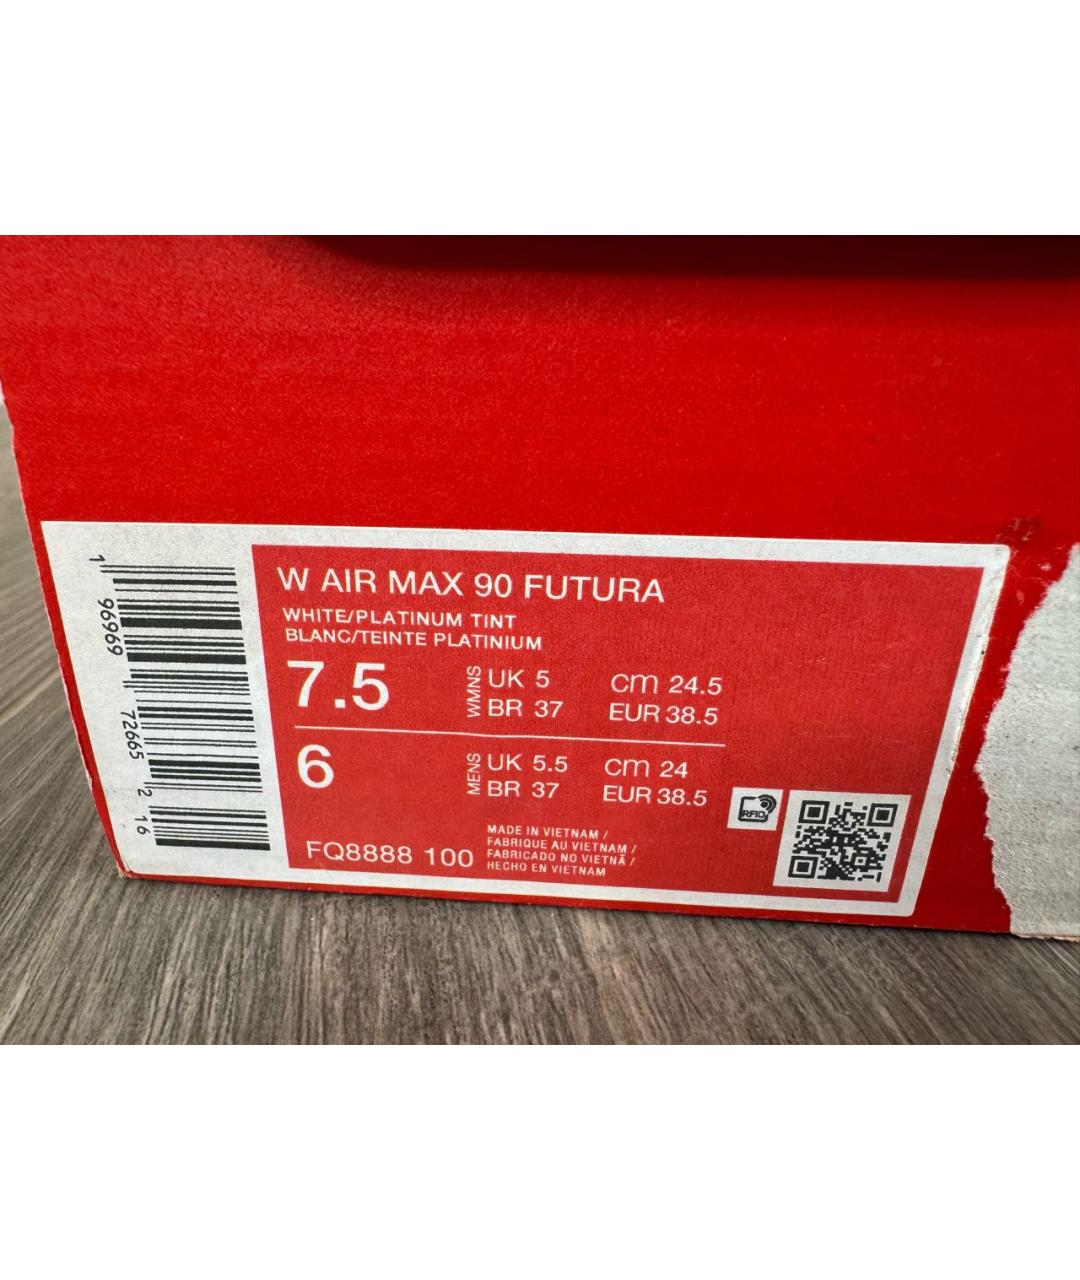 W AIR MAX 90 FUTURA
WHITE/PLATINUM TINT
BLANC/TEINTE PLATINIUM
7.5 WMNS UK 5 cm 24.5
BR 37 EUR 38.5
6 MENS UK 5.5 cm 24
BR 37 EUR 38.5
FQ8888 100
MADE IN VIETNAM /
FABRIQUE AU VIETNAM /
FABRICADO NO VIETNÃ /
HECHO EN VIETNAM
RFID
1 96969 72665 2 16